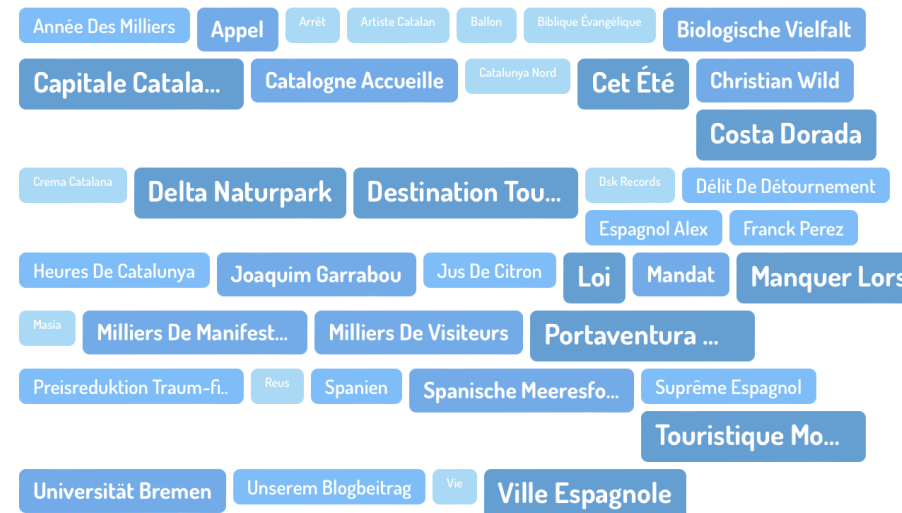 Année Des Milliers Appel Arrêt Artiste Catalan Ballon Biblique Évangélique Biologische Vielfalt
Capitale Catala... Catalogne Accueille Catalunya Nord Cet Été Christian Wild
Costa Dorada
Crema Catalana Delta Naturpark Destination Tou... Dsk Records Délit De Détournement
Espagnol Alex Franck Perez
Heures De Catalunya Joaquim Garrabou Jus De Citron Loi Mandat Manquer Lors
Masia Milliers De Manifest... Milliers De Visiteurs Portaventura ...
Preisreduktion Traum-fi.. Reus Spanien Spanische Meeresfo... Suprême Espagnol
Touristique Mo...
Universität Bremen Unserem Blogbeitrag Vie Ville Espagnole